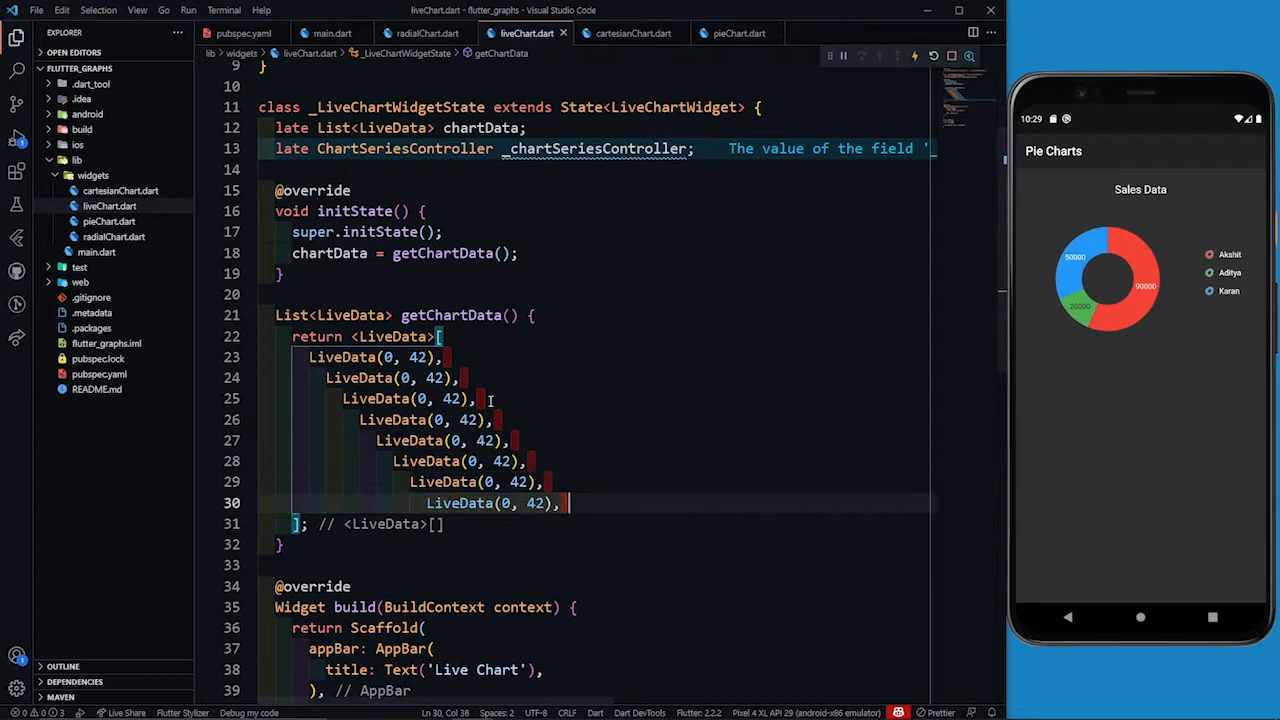 File Edit Selection View Go Run Terminal Help
liveChart.dart - flutter_graphs - Visual Studio Code
EXPLORER
OPEN EDITORS
FLUTTER_GRAPHS
.dart_tool
.idea
android
build
ios
lib
widgets
cartesianChart.dart
liveChart.dart
pieChart.dart
radialChart.dart
main.dart
test
web
.gitignore
.metadata
.packages
flutter_graphs.iml
pubspec.lock
pubspec.yaml
README.md
OUTLINE
DEPENDENCIES
MAVEN
pubspec.yaml main.dart radialChart.dart liveChart.dart cartesianChart.dart pieChart.dart
lib > widgets > liveChart.dart > _LiveChartWidgetState > getChartData
9 }
10
11 class _LiveChartWidgetState extends State<LiveChartWidget> {
12 late List<LiveData> chartData;
13 late ChartSeriesController _chartSeriesController; The value of the field '_
14
15 @override
16 void initState() {
17 super.initState();
18 chartData = getChartData();
19 }
20
21 List<LiveData> getChartData() {
22 return <LiveData>[
23 LiveData(0, 42),
24 LiveData(0, 42),
25 LiveData(0, 42),
26 LiveData(0, 42),
27 LiveData(0, 42),
28 LiveData(0, 42),
29 LiveData(0, 42),
30 LiveData(0, 42),
31 ]; // <LiveData>[]
32 }
33
34 @override
35 Widget build(BuildContext context) {
36 return Scaffold(
37 appBar: AppBar(
38 title: Text('Live Chart'),
39 ), // AppBar
10:29
Pie Charts
Sales Data
50000
90000
20000
Akshit
Aditya
Karan
0 0 3 Live Share Flutter Stylizer Debug my code Ln 30, Col 38 Spaces: 2 UTF-8 CRLF Dart Dart DevTools Flutter: 2.2.2 Pixel 4 XL API 29 (android-x86 emulator) Prettier